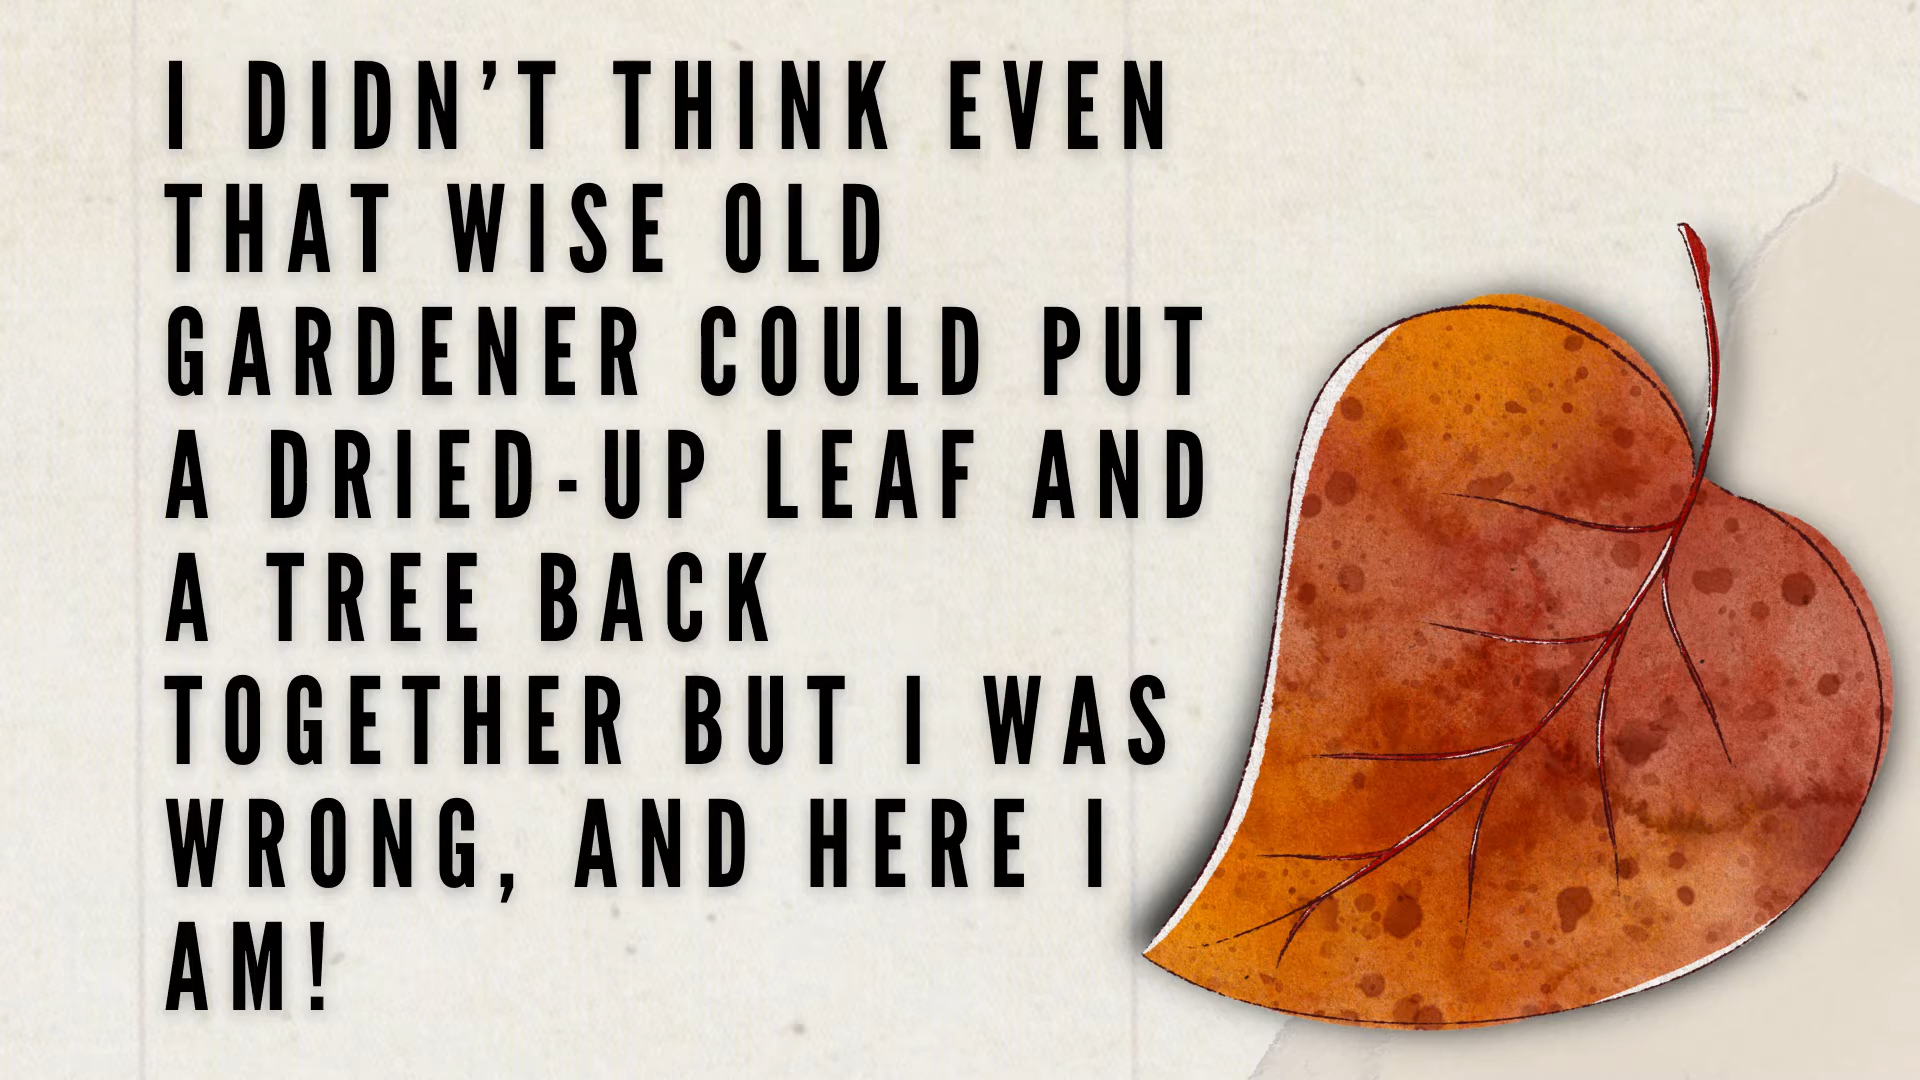 I DIDN'T THINK EVEN
THAT WISE OLD
GARDENER COULD PUT
A DRIED-UP LEAF AND
A TREE BACK
TOGETHER BUT I WAS
WRONG, AND HERE I
AM!